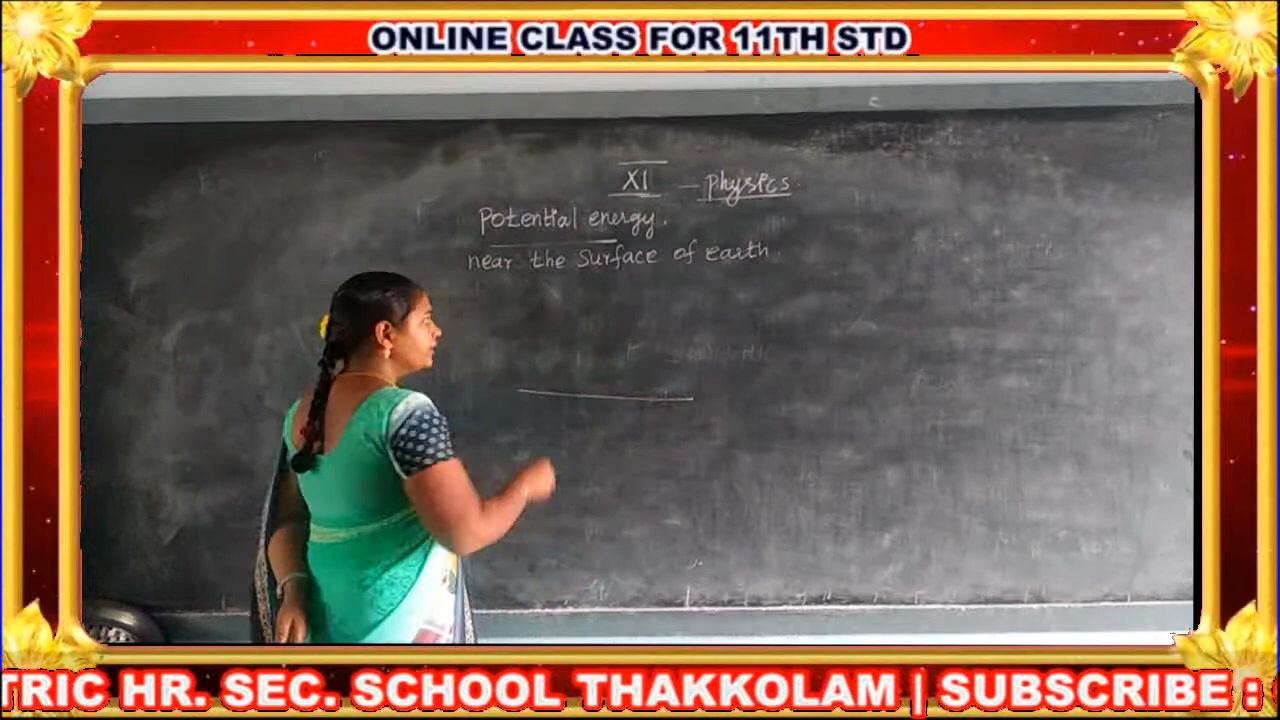 ONLINE CLASS FOR 11TH STD
XI - physics
potential energy.
near the surface of earth
TRIC HR. SEC. SCHOOL THAKKOLAM | SUBSCRIBE :